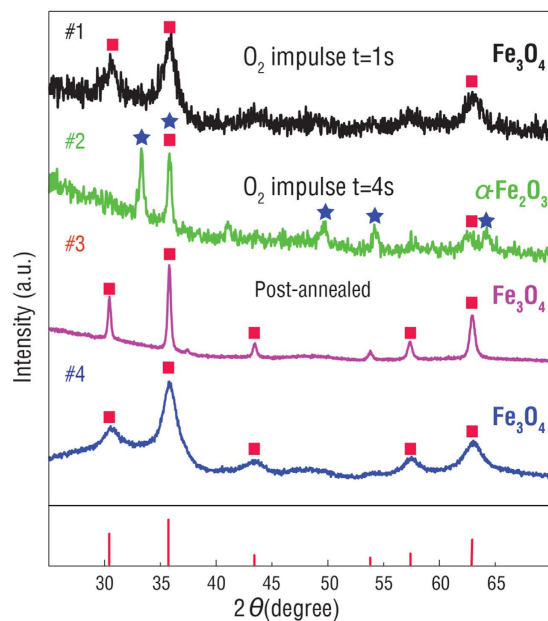 #1
O₂ impulse t=1s
Fe₃O₄
#2
O₂ impulse t=4s
α-Fe₂O₃
#3
Post-annealed
Fe₃O₄
#4
Fe₃O₄
Intensity (a.u.)
30 35 40 45 50 55 60 65
2θ(degree)